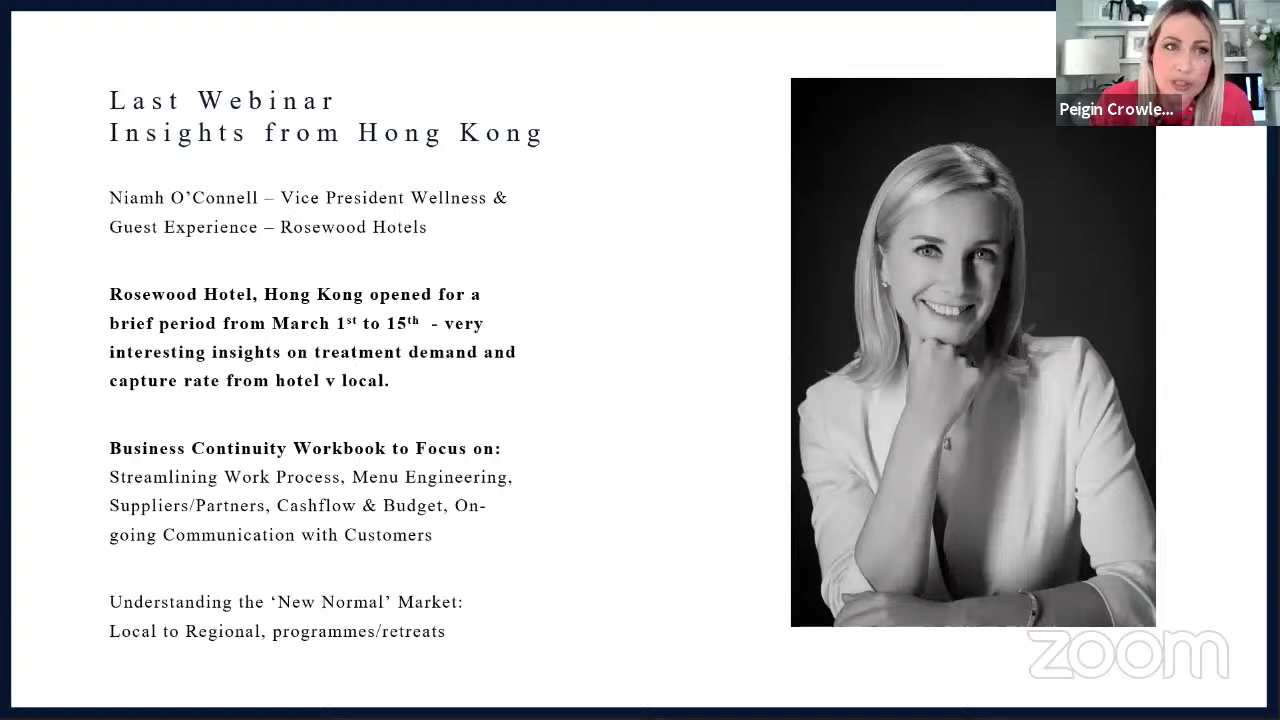 Last Webinar
Insights from Hong Kong
Niamh O’Connell – Vice President Wellness &
Guest Experience – Rosewood Hotels
Rosewood Hotel, Hong Kong opened for a
brief period from March 1st to 15th - very
interesting insights on treatment demand and
capture rate from hotel v local.
Business Continuity Workbook to Focus on:
Streamlining Work Process, Menu Engineering,
Suppliers/Partners, Cashflow & Budget, On-
going Communication with Customers
Understanding the ‘New Normal’ Market:
Local to Regional, programmes/retreats
Peigin Crowle...
zoom